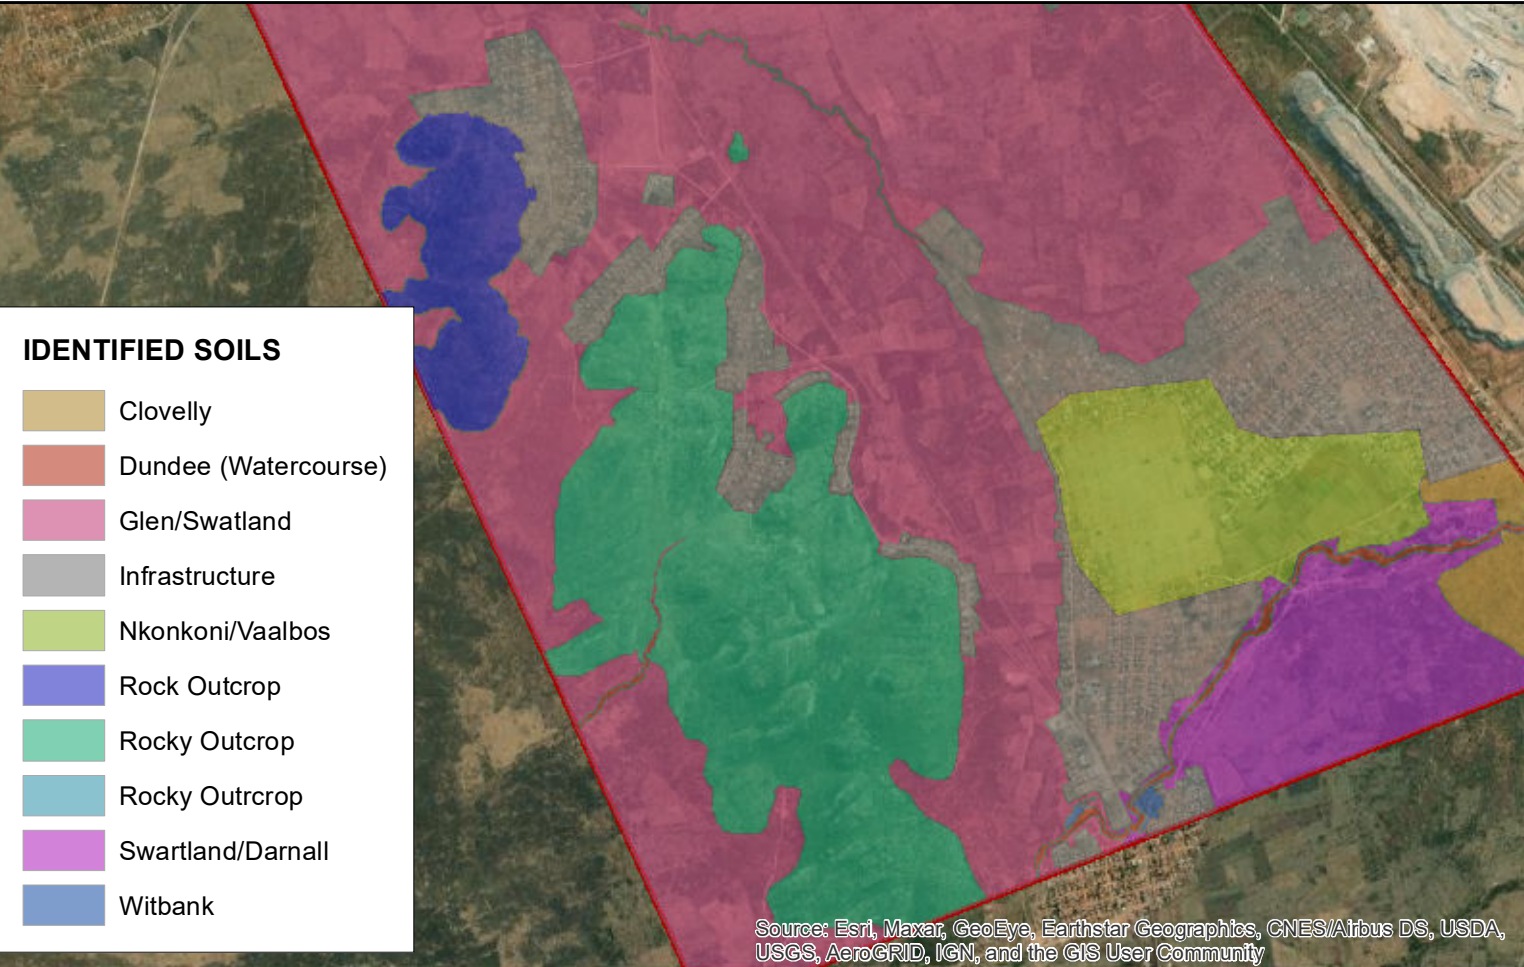 IDENTIFIED SOILS
Clovelly
Dundee (Watercourse)
Glen/Swatland
Infrastructure
Nkonkoni/Vaalbos
Rock Outcrop
Rocky Outcrop
Rocky Outrcrop
Swartland/Darnall
Witbank
Source: Esri, Maxar, GeoEye, Earthstar Geographics, CNES/Airbus DS, USDA,
USGS, AeroGRID, IGN, and the GIS User Community